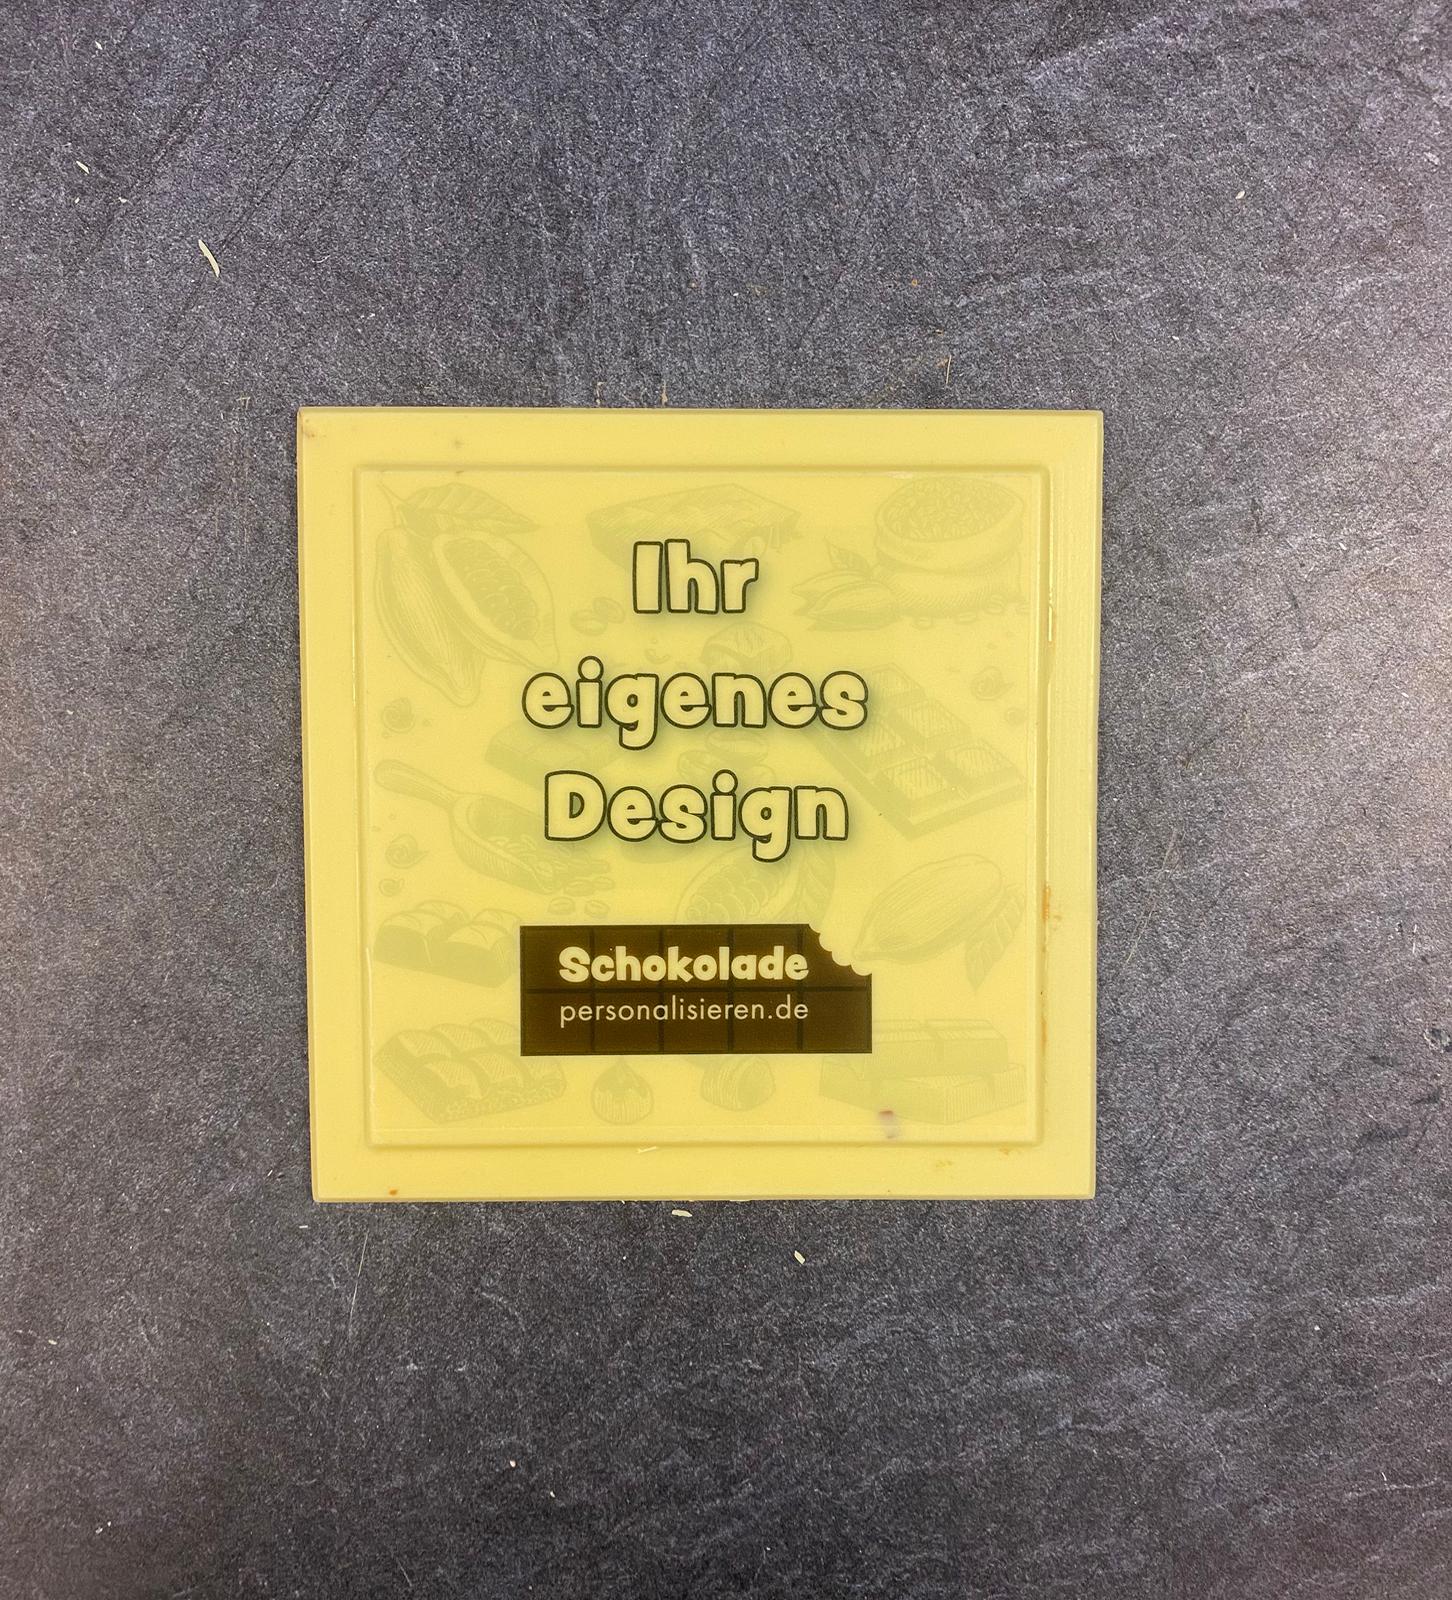 Ihr
eigenes
Design
Schokolade
personalisieren.de